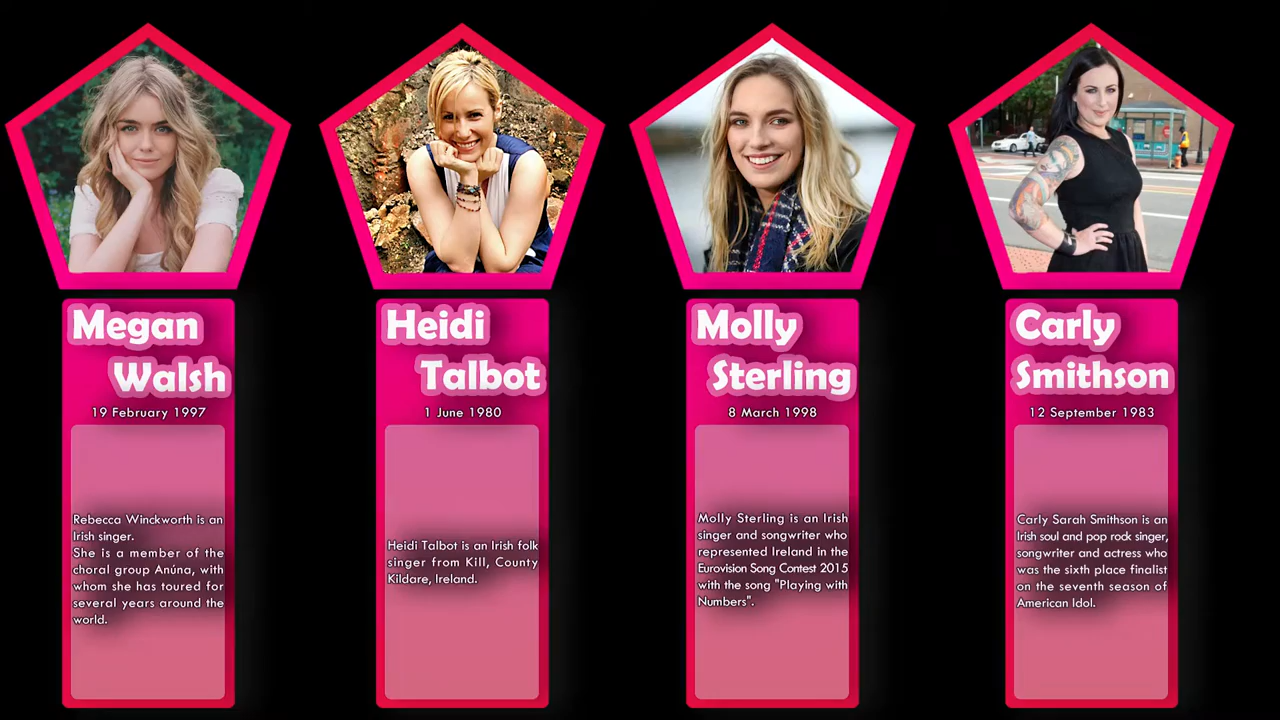 Megan
Walsh
19 February 1997
Rebecca Winckworth is an
Irish singer.
She is a member of the
choral group Anúna, with
whom she has toured for
several years around the
world.
Heidi
Talbot
1 June 1980
Heidi Talbot is an Irish folk
singer from Kill, County
Kildare, Ireland.
Molly
Sterling
8 March 1998
Molly Sterling is an Irish
singer and songwriter who
represented Ireland in the
Eurovision Song Contest 2015
with the song "Playing with
Numbers".
Carly
Smithson
12 September 1983
Carly Sarah Smithson is an
Irish soul and pop rock singer,
songwriter and actress who
was the sixth place finalist
on the seventh season of
American Idol.